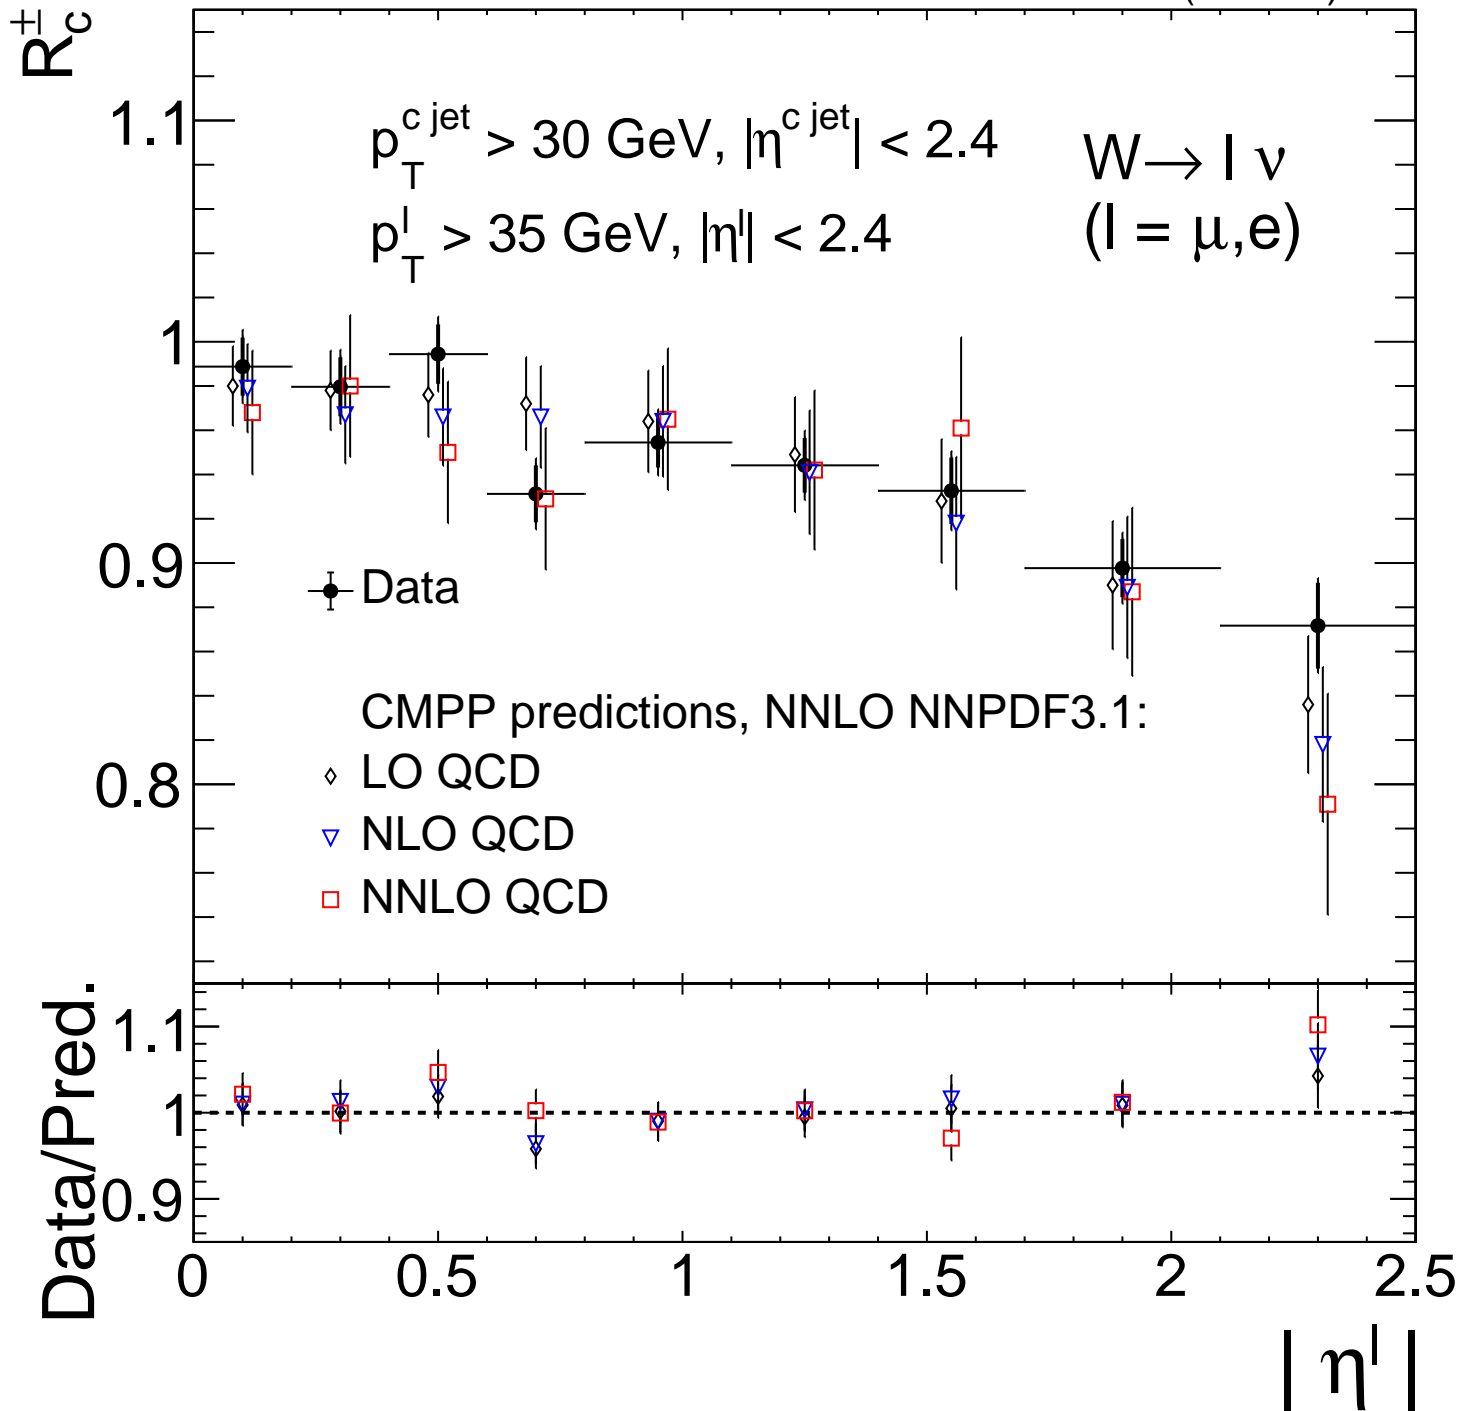 R_c^±
p_T^{c jet} > 30 GeV, |η^{c jet}| < 2.4
p_T^l > 35 GeV, |η^l| < 2.4
W→ l ν
(l = μ,e)
1.1
1
0.9
0.8
Data
CMPP predictions, NNLO NNPDF3.1:
LO QCD
NLO QCD
NNLO QCD
Data/Pred.
1.1
1
0.9
0 0.5 1 1.5 2 2.5
| η^l |